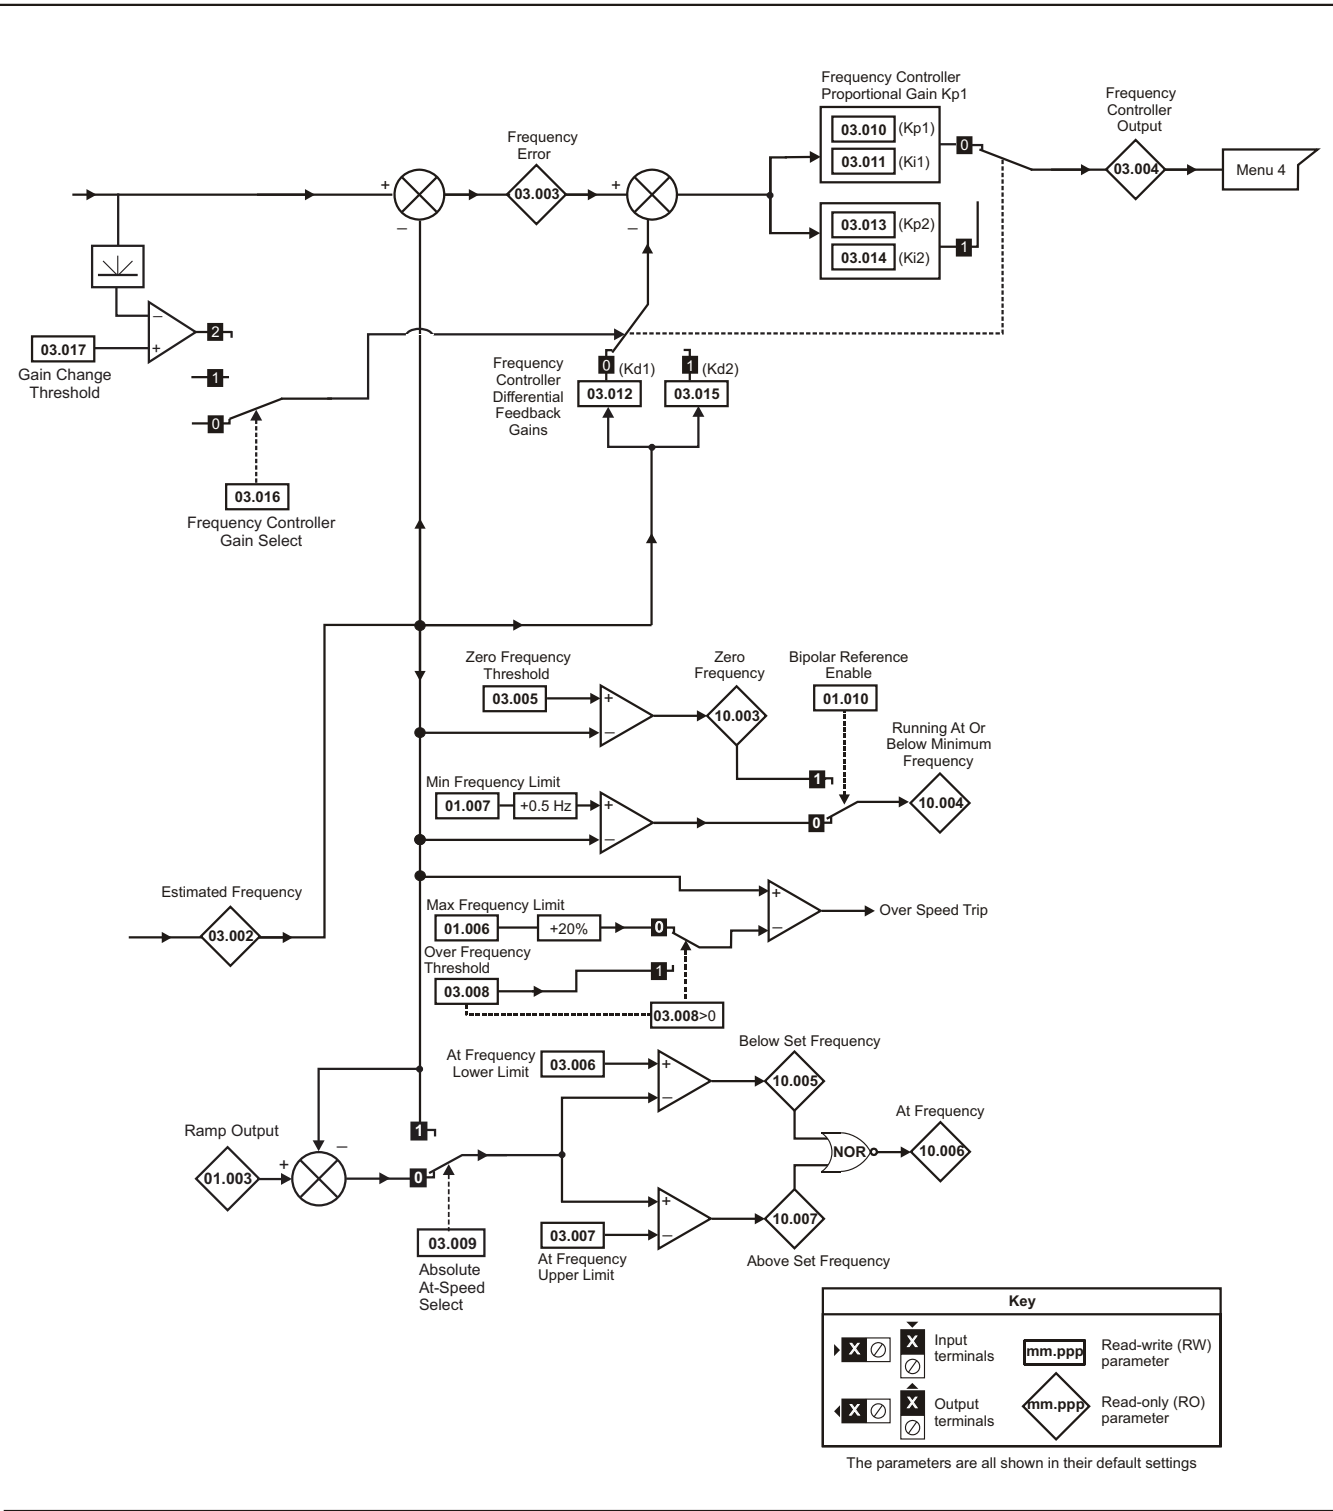 Frequency Controller
Proportional Gain Kp1
03.010 (Kp1)
03.011 (Ki1)
0
Frequency
Controller
Output
03.004
Menu 4
Frequency
Error
+
03.003
+
–
–
03.013 (Kp2)
03.014 (Ki2)
1
–
+
2
03.017
Gain Change
Threshold
1
0
03.016
Frequency Controller
Gain Select
Frequency
Controller
Differential
Feedback
Gains
0 (Kd1)
1 (Kd2)
03.012
03.015
Zero Frequency
Threshold
03.005
+
–
Zero
Frequency
10.003
Bipolar Reference
Enable
01.010
1
Running At Or
Below Minimum
Frequency
10.004
Min Frequency Limit
01.007
+0.5 Hz
+
–
0
Estimated Frequency
03.002
Max Frequency Limit
01.006
+20%
0
+
–
Over Speed Trip
Over Frequency
Threshold
03.008
1
03.008>0
At Frequency
Lower Limit
03.006
+
–
Below Set Frequency
10.005
Ramp Output
01.003
+
–
1
0
NOR
At Frequency
10.006
03.009
Absolute
At-Speed
Select
03.007
At Frequency
Upper Limit
+
–
10.007
Above Set Frequency
Key
X
X
Input
terminals
mm.ppp
Read-write (RW)
parameter
X
X
Output
terminals
mm.ppp
Read-only (RO)
parameter
The parameters are all shown in their default settings